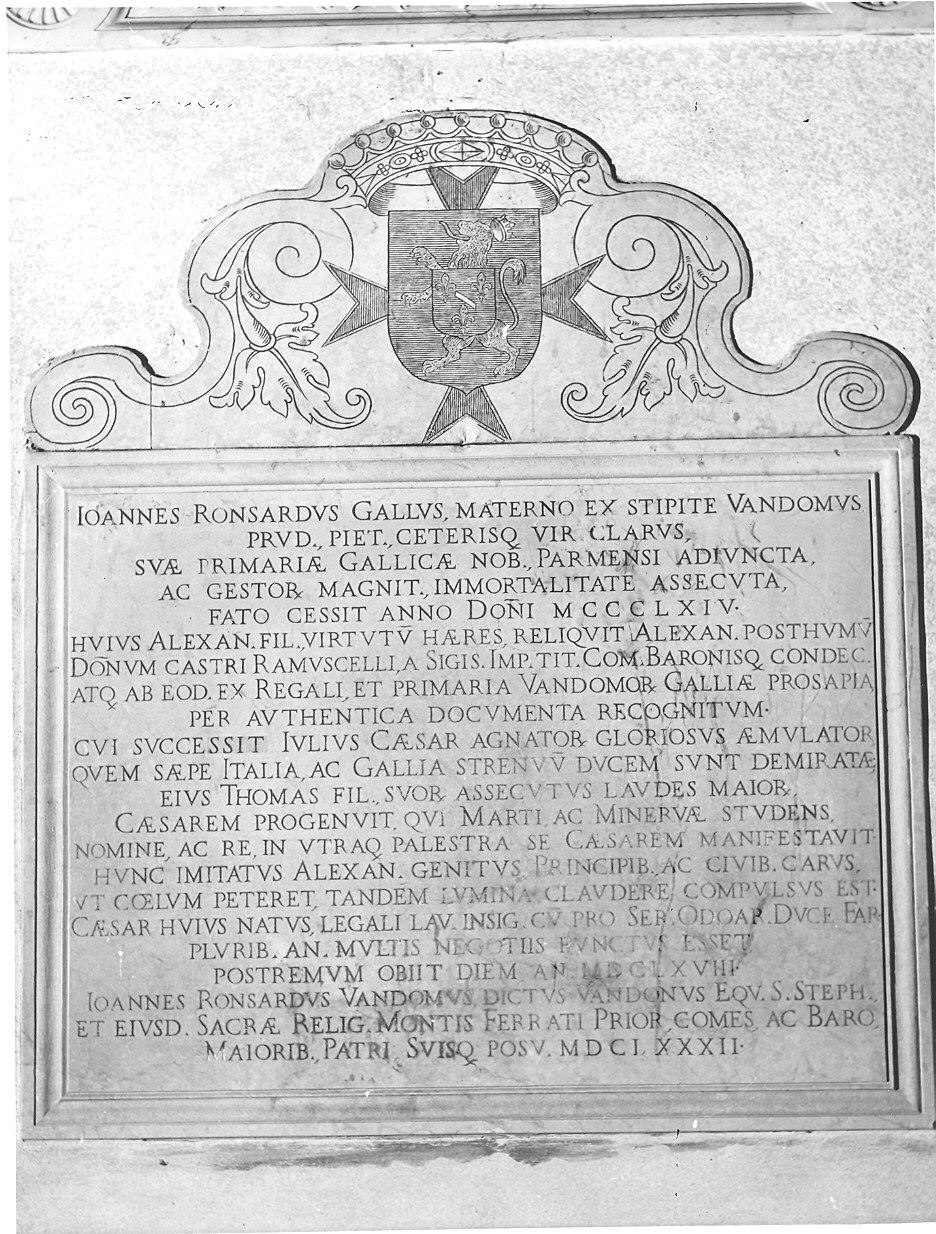 IOANNES RONSARDVS GALLVS, MATERNO EX STIPITE VANDOMVS
PRVD., PIET., CETERISQ VIR CLARVS,
SVÆ PRIMARIÆ GALLICÆ NOB̄., PARMENSI ADIVNCTA,
AC GESTOR MAGNIT., IMMORTALITATE ASSECVTA,
FATO CESSIT ANNO DOÑI MCCCLXIV.
HVIVS ALEXAN. FIL., VIRTVTV̄ HÆRES, RELIQVIT ALEXAN. POSTHVMV̄
DOÑVM CASTRI RAMVSCELLI, A SIGIS. IMP. TIT. COM. BARONISQ CONDEC.
ATQ AB EOD. EX REGALI, ET PRIMARIA VANDOMOR GALLIÆ PROSAPIA,
PER AVTHENTICA DOCVMENTA RECOGNITVM.
CVI SVCCESSIT IVLIVS CÆSAR AGNATOR GLORIOSVS ÆMVLATOR
QVEM SÆPE ITALIA, AC GALLIA STRENVV̄ DVCEM SVNT DEMIRATÆ
EIVS THOMAS FIL., SVOR ASSECVTVS LAVDES MAIOR,
CÆSAREM PROGENVIT, QVI MARTI, AC MINERVÆ STVDENS,
NOMINE, AC RE, IN VTRAQ PALESTRA SE CÆSAREM MANIFESTAVIT.
HVNC IMITATVS ALEXAN. GENITVS PRINCIPIB., AC CIVIB. CARVS,
VT CŒLVM PETERET, TANDEM LVMINA CLAVDERE, COMPVLSVS EST.
CÆSAR HVIVS NATVS, LEGALI LAV. INSIG. CV̄ PRO SER. ODOAR. DVCE FAR.
PLVRIB. AN. MVLTIS NEGOTIIS FVNCTVS ESSET
POSTREMVM OBIIT DIEM AN. MDCLXVIII.
IOANNES RONSARDVS VANDOMVS, DICTVS VANDONVS EQV. S. STEPH.,
ET EIVSD. SACRÆ RELIG. MONTIS FERRATI PRIOR, COMES, AC BARO,
MAIORIB., PATRI, SVISQ POSV. MDCLXXXII.